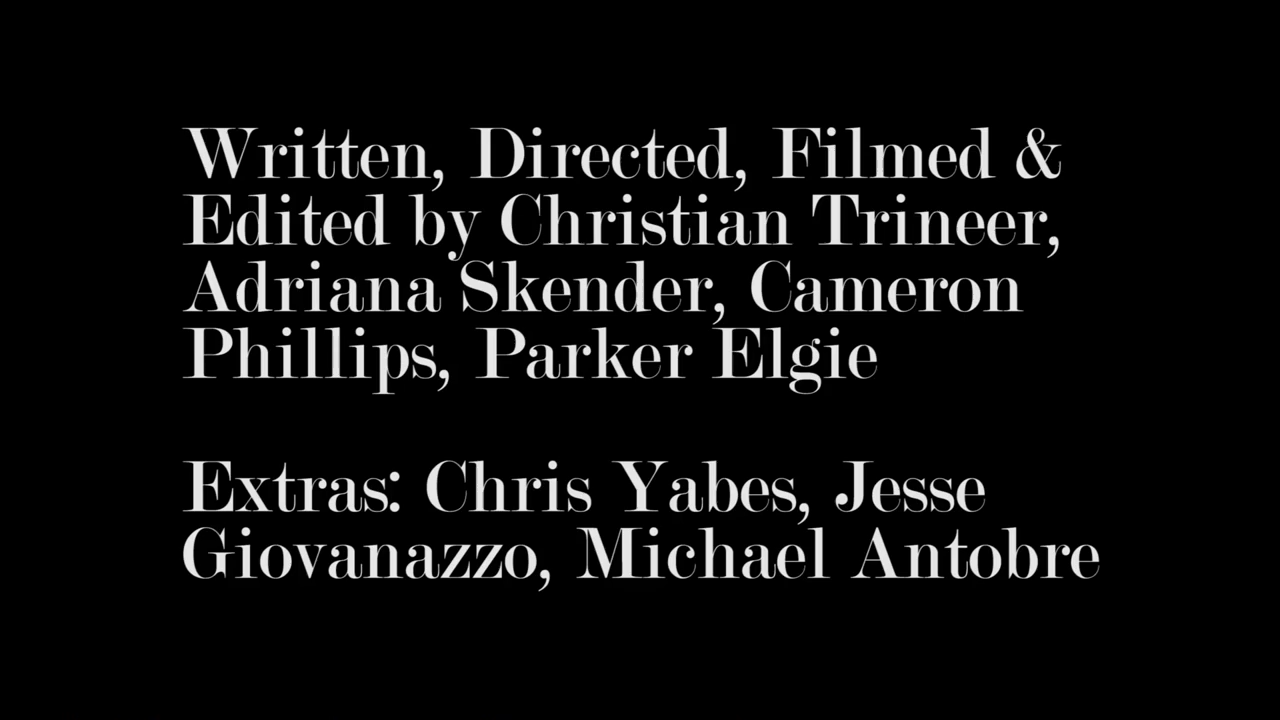 Written, Directed, Filmed &
Edited by Christian Trineer,
Adriana Skender, Cameron
Phillips, Parker Elgie
Extras: Chris Yabes, Jesse
Giovanazzo, Michael Antobre